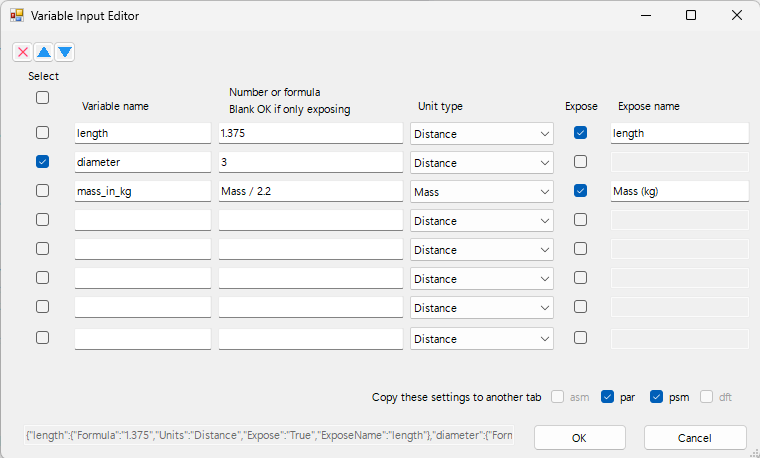 Variable Input Editor
Select
Number or formula
Variable name Blank OK if only exposing Unit type Expose Expose name
length 1.375 Distance length
diameter 3 Distance
mass_in_kg Mass / 2.2 Mass Mass (kg)
Distance
Distance
Distance
Distance
Distance
Copy these settings to another tab asm par psm dft
{"length":{"Formula":"1.375","Units":"Distance","Expose":"True","ExposeName":"length"},"diameter":{"Forn OK Cancel